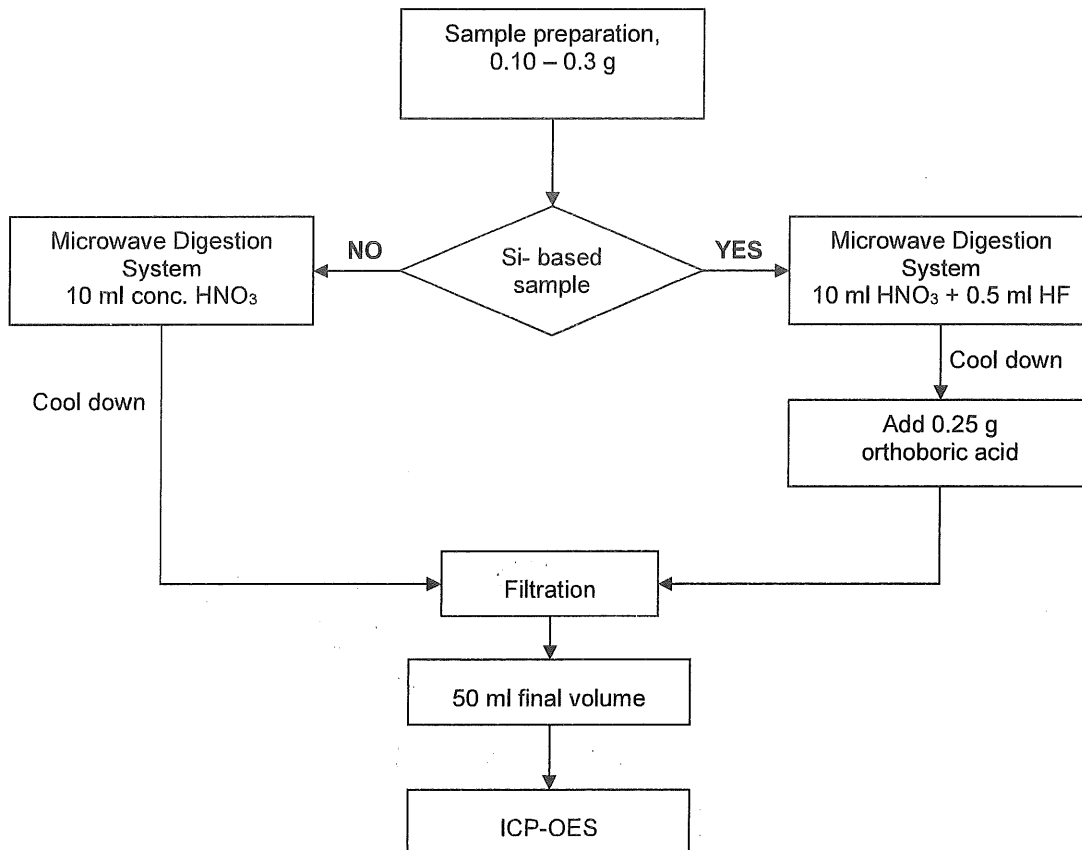 Sample preparation,
0.10 – 0.3 g
Microwave Digestion
System
10 ml conc. HNO₃
NO
Si- based
sample
YES
Microwave Digestion
System
10 ml HNO₃ + 0.5 ml HF
Cool down
Cool down
Add 0.25 g
orthoboric acid
Filtration
50 ml final volume
ICP-OES